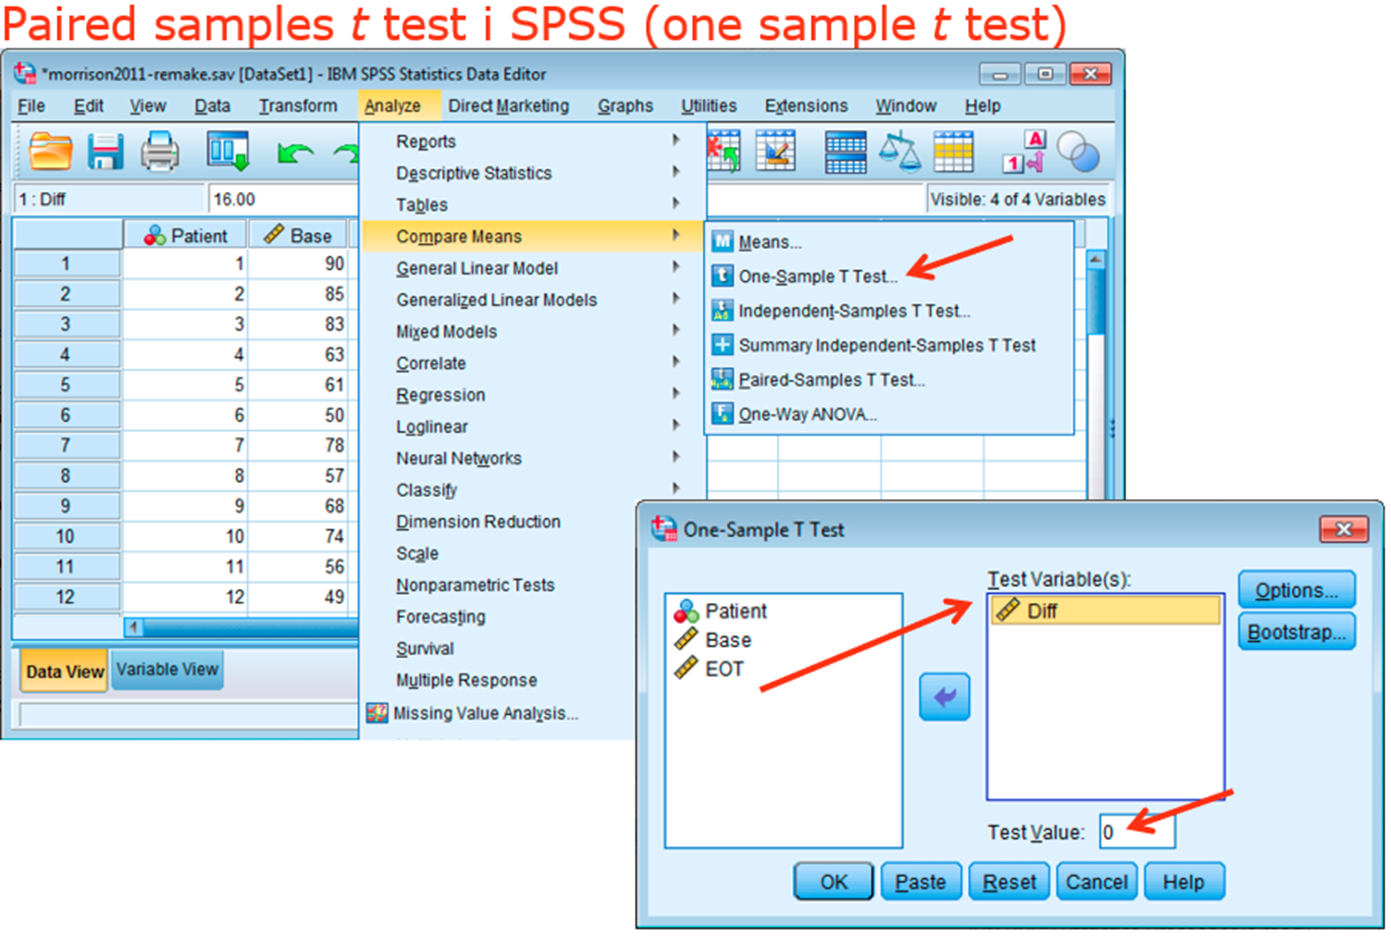 Paired samples t test i SPSS (one sample t test)
*morrison2011-remake.sav [DataSet1] - IBM SPSS Statistics Data Editor
File Edit View Data Transform Analyze Direct Marketing Graphs Utilities Extensions Window Help
1 : Diff 16.00
Visible: 4 of 4 Variables
Patient Base
1 1 90
2 2 85
3 3 83
4 4 63
5 5 61
6 6 50
7 7 78
8 8 57
9 9 68
10 10 74
11 11 56
12 12 49
Data View Variable View
Reports
Descriptive Statistics
Tables
Compare Means
General Linear Model
Generalized Linear Models
Mixed Models
Correlate
Regression
Loglinear
Neural Networks
Classify
Dimension Reduction
Scale
Nonparametric Tests
Forecasting
Survival
Multiple Response
Missing Value Analysis...
Means...
One-Sample T Test...
Independent-Samples T Test...
Summary Independent-Samples T Test
Paired-Samples T Test...
One-Way ANOVA...
One-Sample T Test
Patient
Base
EOT
Test Variable(s):
Diff
Options...
Bootstrap...
Test Value: 0
OK Paste Reset Cancel Help